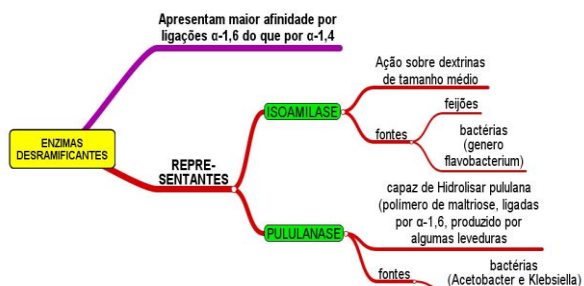 Apresentam maior afinidade por
ligações α-1,6 do que por α-1,4
ENZIMAS
DESRAMIFICANTES
REPRE-
SENTANTES
ISOAMILASE
Ação sobre dextrinas
de tamanho médio
fontes
feijões
bactérias
(genero
flavobacterium)
PULULANASE
capaz de Hidrolisar pululana
(polímero de maltriose, ligadas
por α-1,6, produzido por
algumas leveduras
fontes
bactérias
(Acetobacter e Klebsiella)